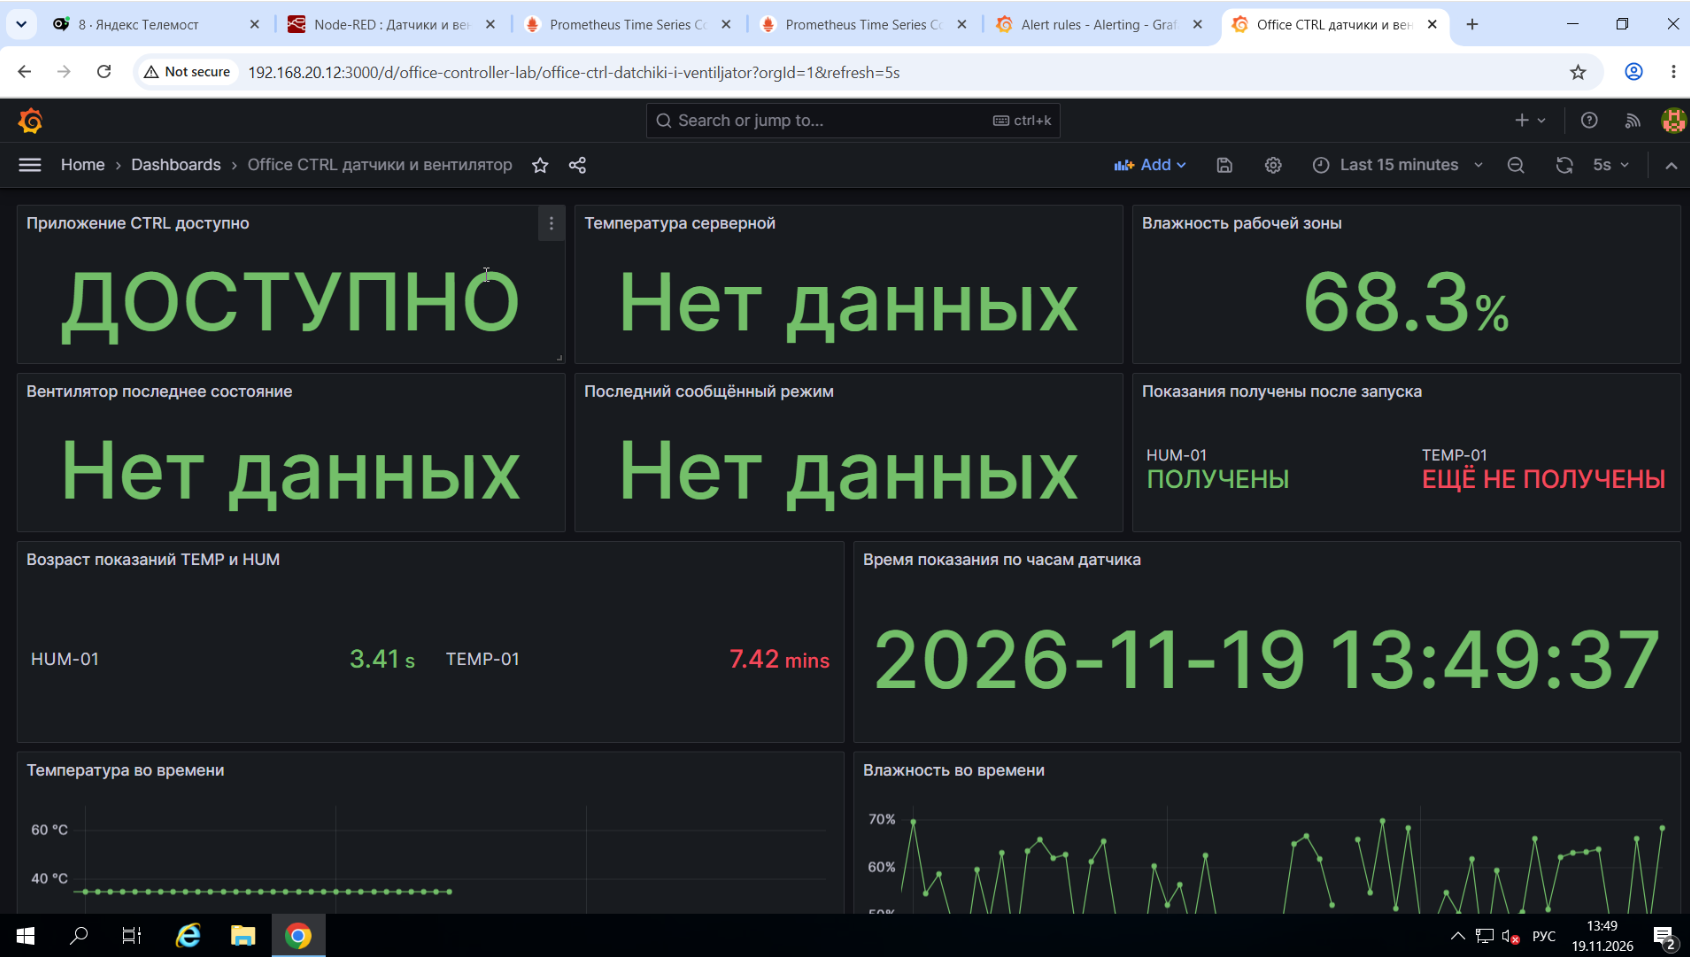 8 · Яндекс Телемост
Node-RED : Датчики и вен
Prometheus Time Series Co
Prometheus Time Series Co
Alert rules - Alerting - Graf
Office CTRL датчики и вен
Not secure
192.168.20.12:3000/d/office-controller-lab/office-ctrl-datchiki-i-ventiljator?orgId=1&refresh=5s
Search or jump to...
ctrl+k
Home › Dashboards › Office CTRL датчики и вентилятор
Add
Last 15 minutes
5s
Приложение CTRL доступно
ДОСТУПНО
Температура серверной
Нет данных
Влажность рабочей зоны
68.3%
Вентилятор последнее состояние
Нет данных
Последний сообщённый режим
Нет данных
Показания получены после запуска
HUM-01
ПОЛУЧЕНЫ
TEMP-01
ЕЩЁ НЕ ПОЛУЧЕНЫ
Возраст показаний TEMP и HUM
HUM-01 3.41 s
TEMP-01 7.42 mins
Время показания по часам датчика
2026-11-19 13:49:37
Температура во времени
60 °C
40 °C
Влажность во времени
70%
60%
50%
РУС
13:49
19.11.2026
2